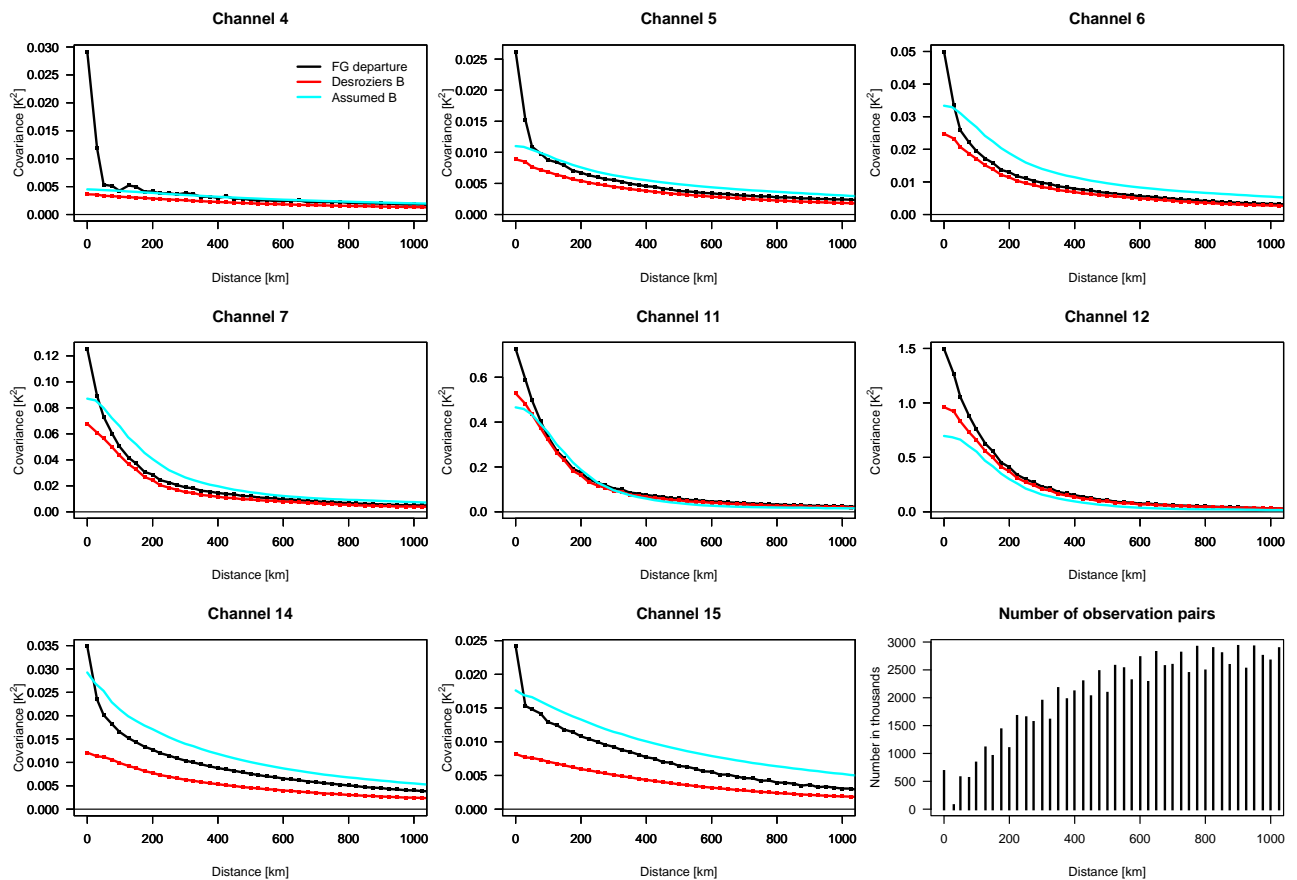 Channel 4
Covariance [K²]
0.030
0.025
0.020
0.015
0.010
0.005
0.000
FG departure
Desroziers B
Assumed B
0 200 400 600 800 1000
Distance [km]
Channel 5
Covariance [K²]
0.025
0.020
0.015
0.010
0.005
0.000
0 200 400 600 800 1000
Distance [km]
Channel 6
Covariance [K²]
0.05
0.04
0.03
0.02
0.01
0.00
0 200 400 600 800 1000
Distance [km]
Channel 7
Covariance [K²]
0.12
0.10
0.08
0.06
0.04
0.02
0.00
0 200 400 600 800 1000
Distance [km]
Channel 11
Covariance [K²]
0.6
0.4
0.2
0.0
0 200 400 600 800 1000
Distance [km]
Channel 12
Covariance [K²]
1.5
1.0
0.5
0.0
0 200 400 600 800 1000
Distance [km]
Channel 14
Covariance [K²]
0.035
0.030
0.025
0.020
0.015
0.010
0.005
0.000
0 200 400 600 800 1000
Distance [km]
Channel 15
Covariance [K²]
0.025
0.020
0.015
0.010
0.005
0.000
0 200 400 600 800 1000
Distance [km]
Number of observation pairs
Number in thousands
3000
2500
2000
1500
1000
500
0
0 200 400 600 800 1000
Distance [km]